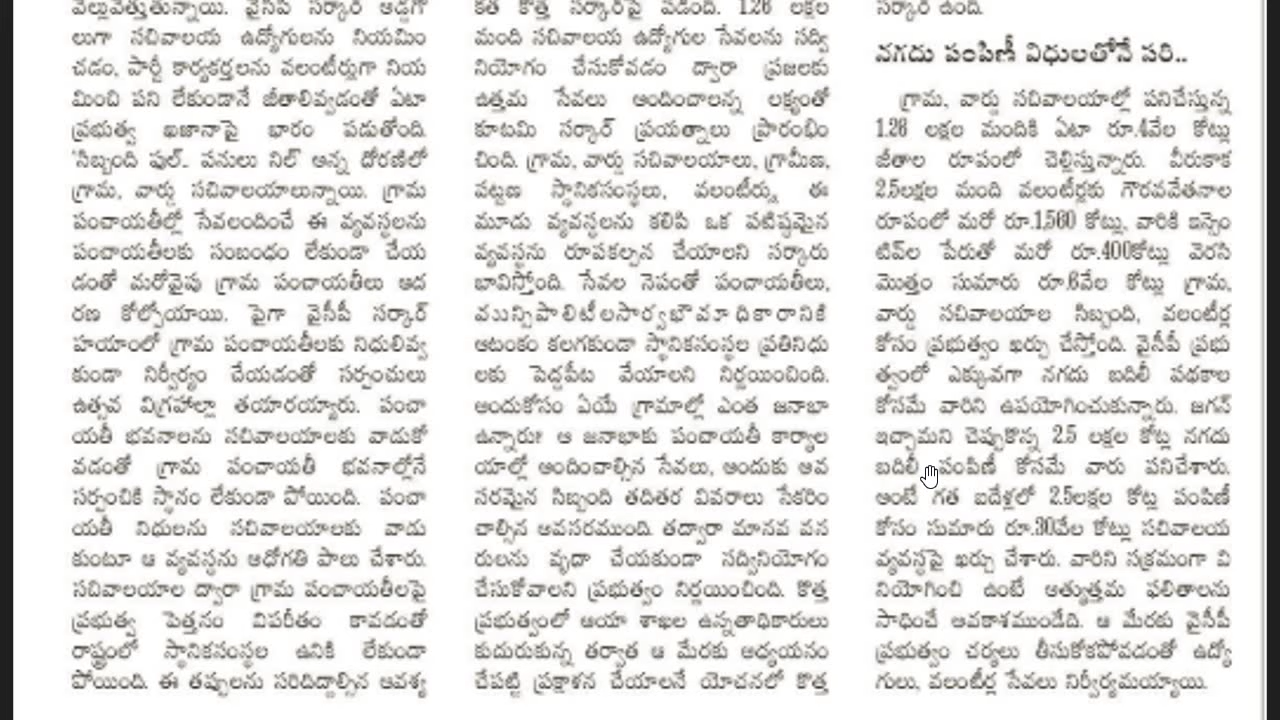 వెల్లువెత్తుతున్నాయి. వైసీపీ సర్కార్ అడ్డగో
లుగా సచివాలయ ఉద్యోగులను నియమిం
చడం, పార్టీ కార్యకర్తలను వలంటీర్లుగా నియ
మించి పని లేకుండానే జీతాలివ్వడంతో ఏటా
ప్రభుత్వ ఖజానాపై భారం పడుతోంది.
'సిబ్బంది ఫుల్.. పనులు నిల్' అన్న ధోరణిలో
గ్రామ, వార్డు సచివాలయాలున్నాయి. గ్రామ
పంచాయతీల్లో సేవలందించే ఈ వ్యవస్థలను
పంచాయతీలకు సంబంధం లేకుండా చేయ
డంతో మరోవైపు గ్రామ పంచాయతీలు ఆద
రణ కోల్పోయాయి. పైగా వైసీపీ సర్కార్
హయాంలో గ్రామ పంచాయతీలకు నిధులివ్వ
కుండా నిర్వీర్యం చేయడంతో సర్పంచులు
ఉత్సవ విగ్రహాల్లా తయారయ్యారు. పంచా
యతీ భవనాలను సచివాలయాలకు వాడుకో
వడంతో గ్రామ పంచాయతీ భవనాల్లోనే
సర్పంచికి స్థానం లేకుండా పోయింది. పంచా
యతీ నిధులను సచివాలయాలకు వాడు
కుంటూ ఆ వ్యవస్థను అధోగతి పాలు చేశారు.
సచివాలయాల ద్వారా గ్రామ పంచాయతీలపై
ప్రభుత్వ పెత్తనం విపరీతం కావడంతో
రాష్ట్రంలో స్థానికసంస్థల ఉనికి లేకుండా
పోయింది. ఈ తప్పులను సరిదిద్దాల్సిన ఆవశ్య
కత కొత్త సర్కార్‌పై పడింది. 1.26 లక్షల
మంది సచివాలయ ఉద్యోగుల సేవలను సద్వి
నియోగం చేసుకోవడం ద్వారా ప్రజలకు
ఉత్తమ సేవలు అందించాలన్న లక్ష్యంతో
కూటమి సర్కార్ ప్రయత్నాలు ప్రారంభిం
చింది. గ్రామ, వార్డు సచివాలయాలు, గ్రామీణ,
పట్టణ స్థానికసంస్థలు, వలంటీర్లు, ఈ
మూడు వ్యవస్థలను కలిపి ఒక పటిష్ఠమైన
వ్యవస్థను రూపకల్పన చేయాలని సర్కారు
భావిస్తోంది. సేవల నెపంతో పంచాయతీలు,
మున్సిపాలిటీలసార్వభౌమాధికారానికి
ఆటంకం కలగకుండా స్థానికసంస్థల ప్రతినిధు
లకు పెద్దపీట వేయాలని నిర్ణయించింది.
అందుకోసం ఏయే గ్రామాల్లో ఎంత జనాభా
ఉన్నారు? ఆ జనాభాకు పంచాయతీ కార్యాల
యాల్లో అందించాల్సిన సేవలు, అందుకు అవ
సరమైన సిబ్బంది తదితర వివరాలు సేకరిం
చాల్సిన అవసరముంది. తద్వారా మానవ వన
రులను వృథా చేయకుండా సద్వినియోగం
చేసుకోవాలని ప్రభుత్వం నిర్ణయించింది. కొత్త
ప్రభుత్వంలో ఆయా శాఖల ఉన్నతాధికారులు
కుదురుకున్న తర్వాత ఆ మేరకు అధ్యయనం
చేపట్టి ప్రక్షాళన చేయాలనే యోచనలో కొత్త
సర్కార్ ఉంది.
నగదు పంపిణీ విధులతోనే సరి..
గ్రామ, వార్డు సచివాలయాల్లో పనిచేస్తున్న
1.26 లక్షల మందికి ఏటా రూ.4వేల కోట్లు
జీతాల రూపంలో చెల్లిస్తున్నారు. వీరుకాక
2.5లక్షల మంది వలంటీర్లకు గౌరవవేతనాల
రూపంలో మరో రూ.1,560 కోట్లు, వారికి ఇన్సెం
టివ్‌ల పేరుతో మరో రూ.400కోట్లు వెరసి
మొత్తం సుమారు రూ.6వేల కోట్లు గ్రామ,
వార్డు సచివాలయాల సిబ్బంది, వలంటీర్ల
కోసం ప్రభుత్వం ఖర్చు చేస్తోంది. వైసీపీ ప్రభు
త్వంలో ఎక్కువగా నగదు బదిలీ పథకాల
కోసమే వారిని ఉపయోగించుకున్నారు. జగన్
ఇచ్చామని చెప్పుకొన్న 2.5 లక్షల కోట్ల నగదు
బదిలీ పంపిణీ కోసమే వారు పనిచేశారు.
అంటే గత ఐదేళ్లలో 2.5లక్షల కోట్ల పంపిణీ
కోసం సుమారు రూ.30వేల కోట్లు సచివాలయ
వ్యవస్థపై ఖర్చు చేశారు. వారిని సక్రమంగా వి
నియోగించి ఉంటే అత్యుత్తమ ఫలితాలను
సాధించే అవకాశముండేది. ఆ మేరకు వైసీపీ
ప్రభుత్వం చర్యలు తీసుకోకపోవడంతో ఉద్యో
గులు, వలంటీర్ల సేవలు నిర్వీర్యమయ్యాయి.